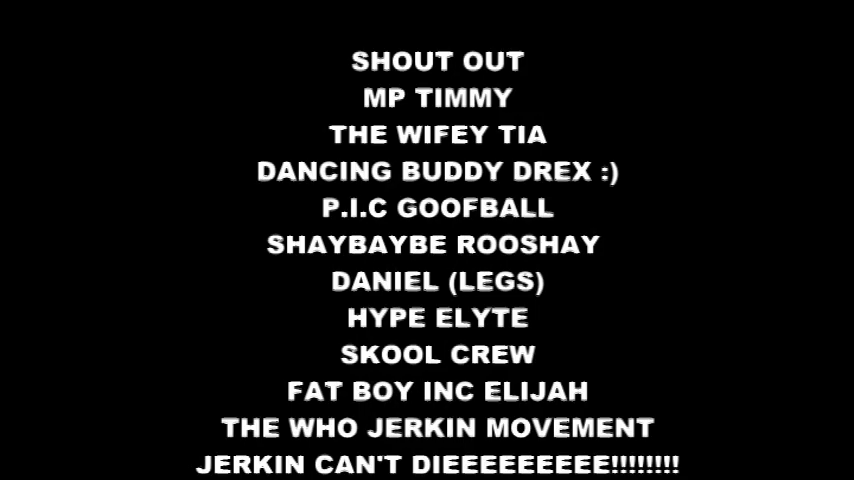 SHOUT OUT
MP TIMMY
THE WIFEY TIA
DANCING BUDDY DREX :)
P.I.C GOOFBALL
SHAYBAYBE ROOSHAY
DANIEL (LEGS)
HYPE ELYTE
SKOOL CREW
FAT BOY INC ELIJAH
THE WHO JERKIN MOVEMENT
JERKIN CAN'T DIEEEEEEEEE!!!!!!!!